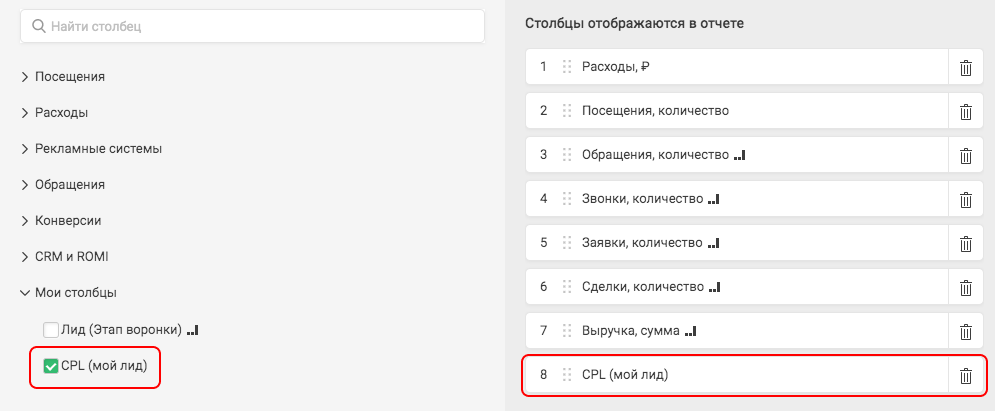 Найти столбец
Посещения
Расходы
Рекламные системы
Обращения
Конверсии
CRM и ROMI
Мои столбцы
Лид (Этап воронки)
CPL (мой лид)
Столбцы отображаются в отчете
1 Расходы, ₽
2 Посещения, количество
3 Обращения, количество
4 Звонки, количество
5 Заявки, количество
6 Сделки, количество
7 Выручка, сумма
8 CPL (мой лид)